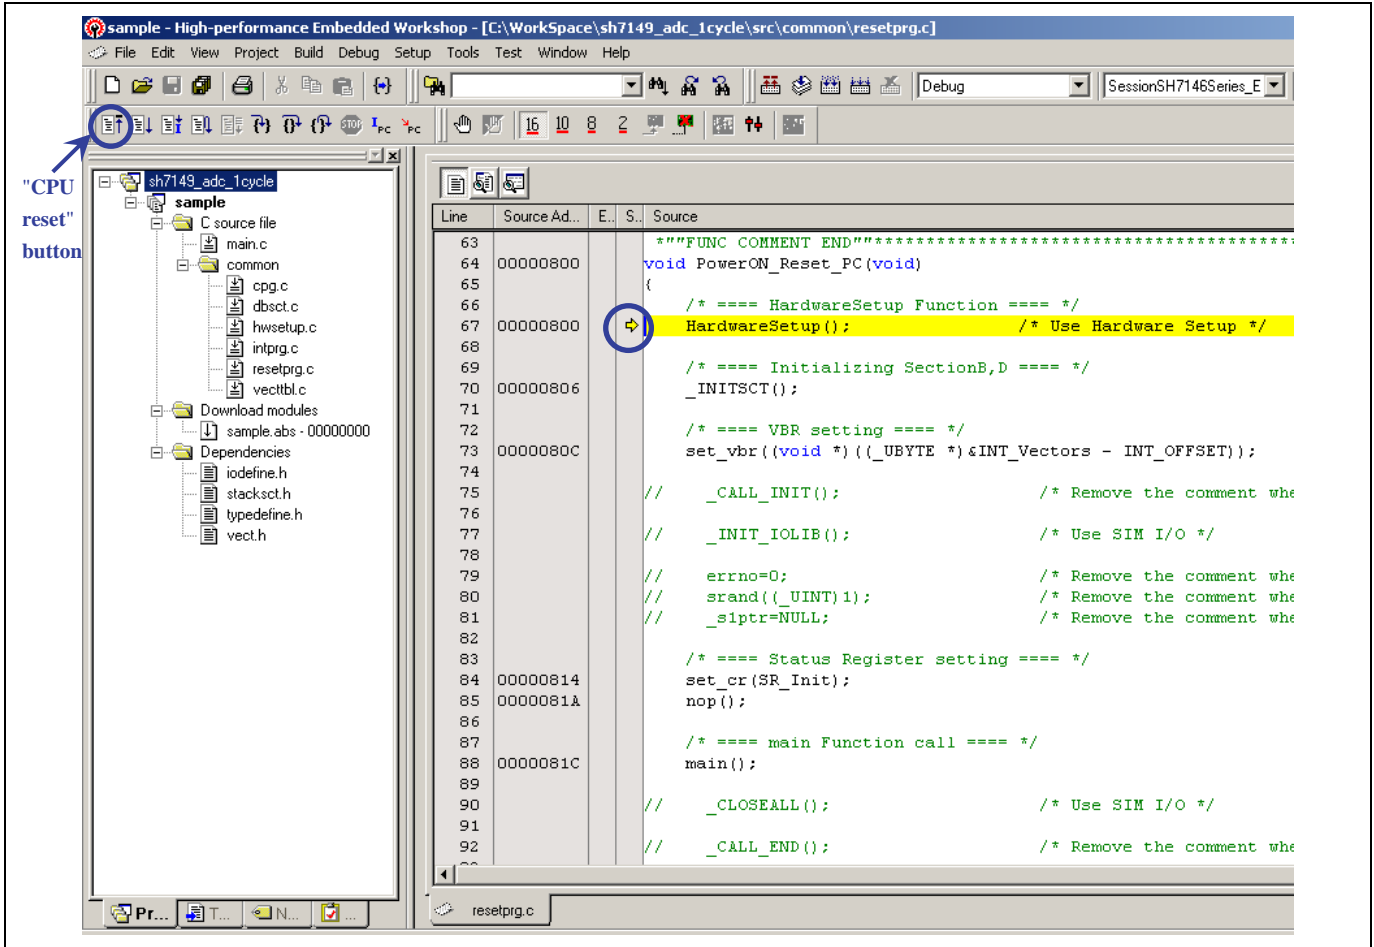 sample - High-performance Embedded Workshop - [C:\WorkSpace\sh7149_adc_1cycle\src\common\resetprg.c]
File Edit View Project Build Debug Setup Tools Test Window Help
Debug SessionSH7146Series_E
STOP PC PC 16 10 8 2
"CPU
reset"
button
sh7149_adc_1cycle
sample
C source file
main.c
common
cpg.c
dbsct.c
hwsetup.c
intprg.c
resetprg.c
vecttbl.c
Download modules
sample.abs - 00000000
Dependencies
iodefine.h
stacksct.h
typedefine.h
vect.h
Pr... T... N... ...
Line Source Ad... E.. S.. Source
63 *""FUNC COMMENT END""*****************************************
64 00000800 void PowerON_Reset_PC(void)
65 {
66 /* ==== HardwareSetup Function ==== */
67 00000800 HardwareSetup(); /* Use Hardware Setup */
68
69 /* ==== Initializing SectionB,D ==== */
70 00000806 _INITSCT();
71
72 /* ==== VBR setting ==== */
73 0000080C set_vbr((void *)((_UBYTE *)&INT_Vectors - INT_OFFSET));
74
75 // _CALL_INIT(); /* Remove the comment whe
76
77 // _INIT_IOLIB(); /* Use SIM I/O */
78
79 // errno=0; /* Remove the comment whe
80 // srand((_UINT)1); /* Remove the comment whe
81 // _s1ptr=NULL; /* Remove the comment whe
82
83 /* ==== Status Register setting ==== */
84 00000814 set_cr(SR_Init);
85 0000081A nop();
86
87 /* ==== main Function call ==== */
88 0000081C main();
89
90 // _CLOSEALL(); /* Use SIM I/O */
91
92 // _CALL_END(); /* Remove the comment whe
resetprg.c